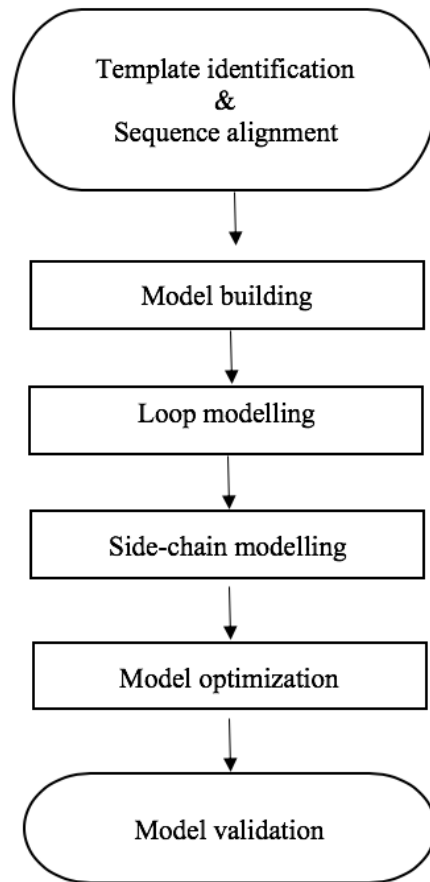 Template identification
&
Sequence alignment
Model building
Loop modelling
Side-chain modelling
Model optimization
Model validation